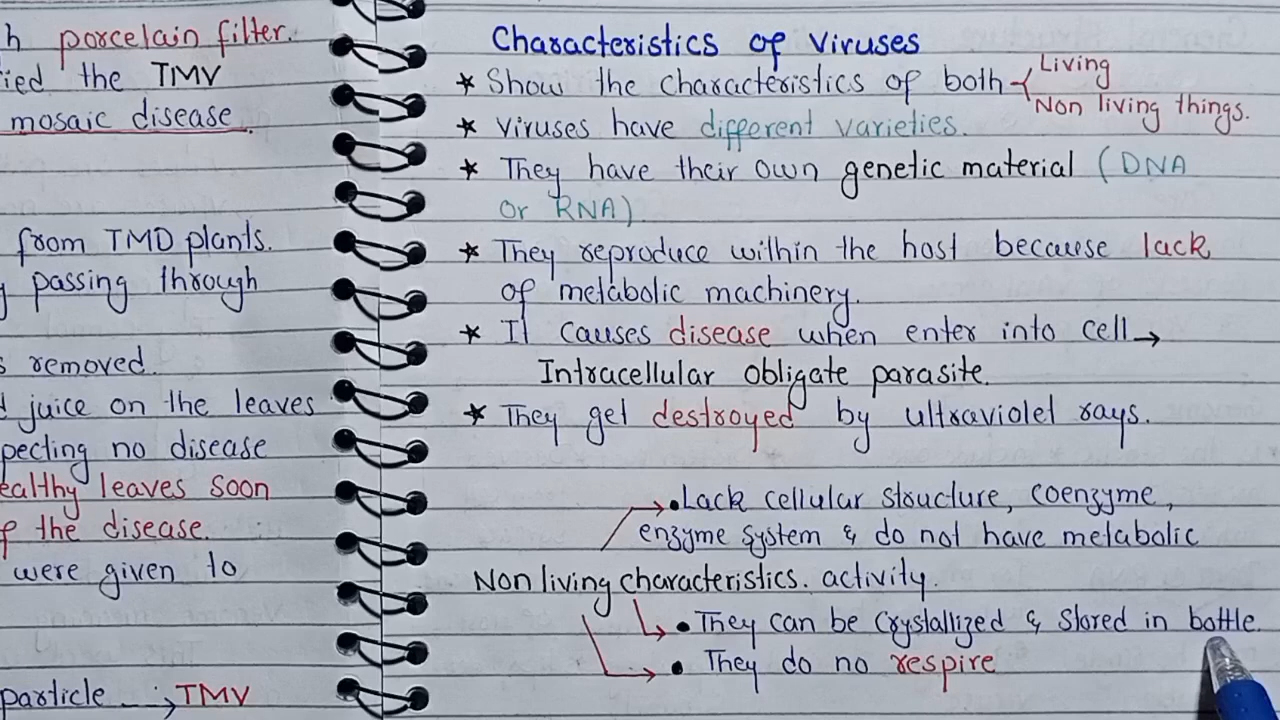 h porcelain filter.
ied the TMV
mosaic disease.
from TMD plants.
passing through
s removed.
juice on the leaves
pecting no disease
ealthy leaves soon
f the disease.
were given to
particle ---> TMV
Characteristics of Viruses
* Show the characteristics of both { Living
Non living things.
* Viruses have different varieties.
* They have their own genetic material (DNA
or RNA)
* They reproduce within the host because lack
of metabolic machinery.
* It causes disease when enter into cell →
Intracellular Obligate parasite.
* They get destroyed by ultraviolet rays.
→ • Lack cellular structure, coenzyme,
enzyme system & do not have metabolic
Non living characteristics. activity.
→ • They can be Crystallized & Stored in bottle.
→ • They do no respire